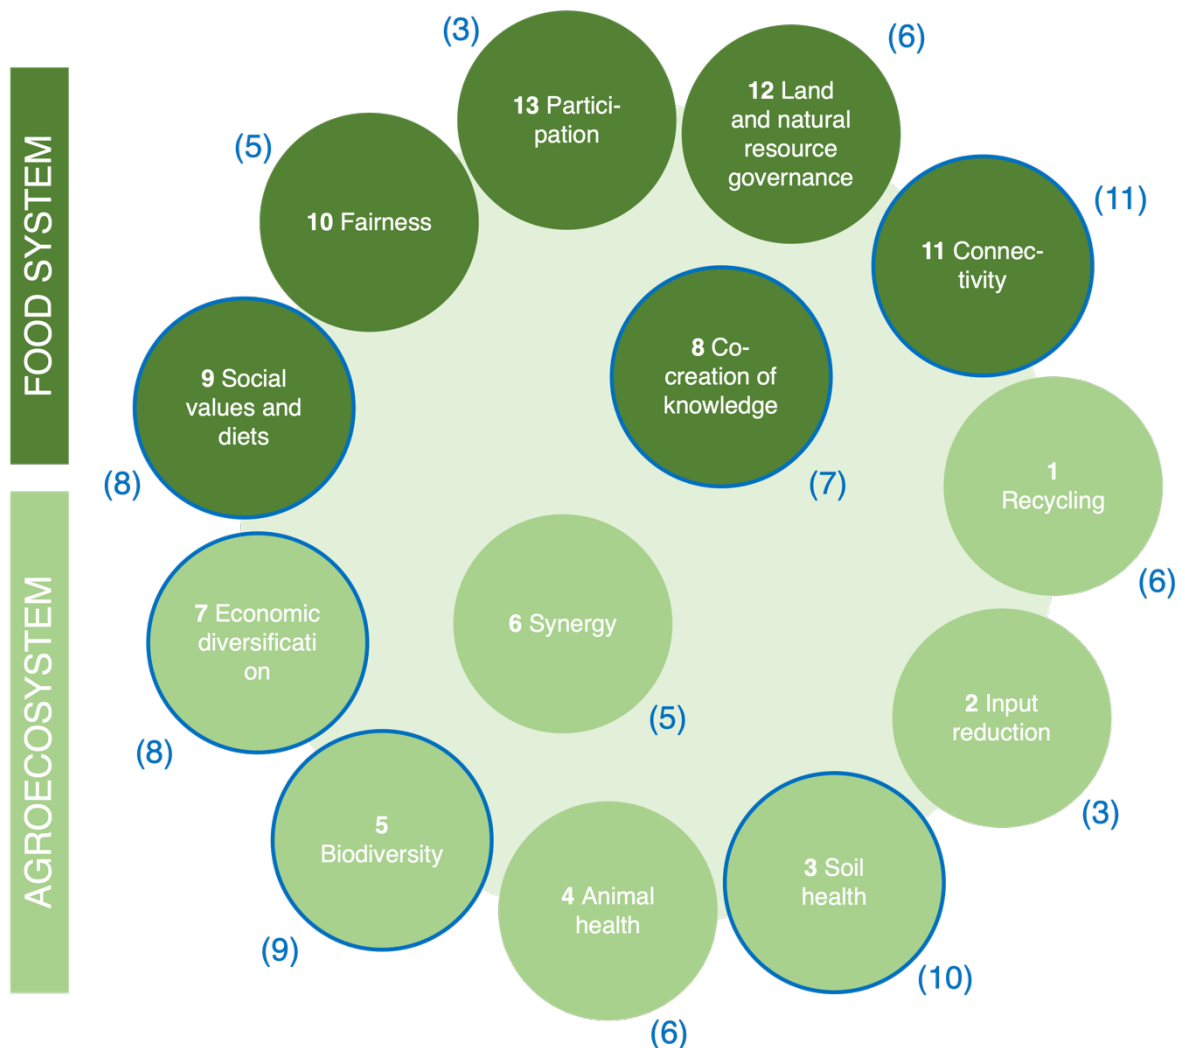 FOOD SYSTEM
AGROECOSYSTEM
(3)
13 Partici-
pation
(6)
12 Land
and natural
resource
governance
(5)
10 Fairness
(11)
11 Connec-
tivity
8 Co-
creation of
knowledge
(7)
9 Social
values and
diets
(8)
1
Recycling
(6)
7 Economic
diversificati
on
(8)
6 Synergy
(5)
2 Input
reduction
(3)
5
Biodiversity
(9)
4 Animal
health
(6)
3 Soil
health
(10)